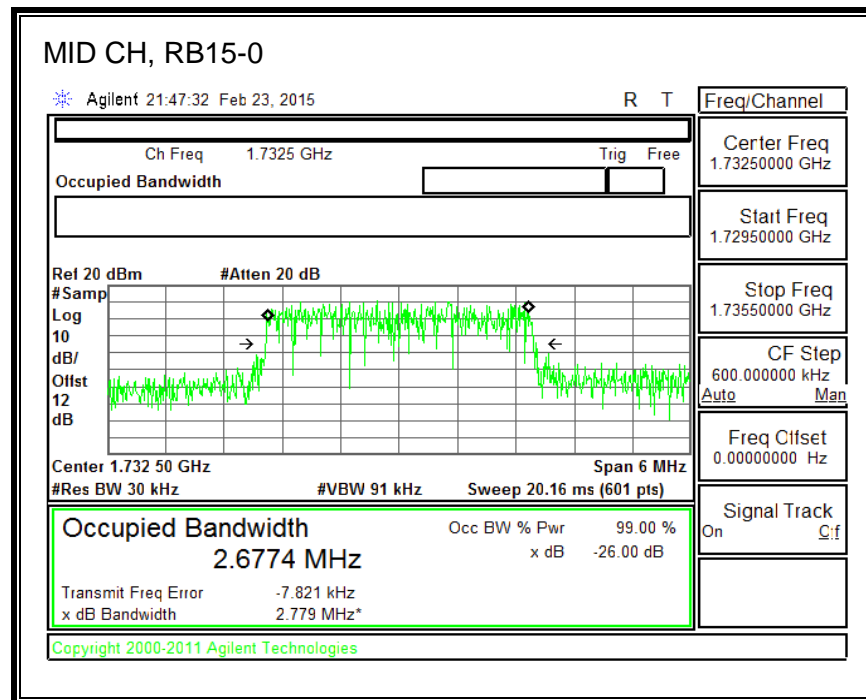 MID CH, RB15-0
Agilent 21:47:32 Feb 23, 2015 R T
Freq/Channel
Ch Freq 1.7325 GHz Trig Free
Occupied Bandwidth
Center Freq
1.73250000 GHz
Start Freq
1.72950000 GHz
Stop Freq
1.73550000 GHz
CF Step
600.000000 kHz
Auto Man
Freq Offset
0.00000000 Hz
Signal Track
On Off
Ref 20 dBm #Atten 20 dB
#Samp
Log
10
dB/
Offst
12
dB
Center 1.732 50 GHz Span 6 MHz
#Res BW 30 kHz #VBW 91 kHz Sweep 20.16 ms (601 pts)
Occupied Bandwidth Occ BW % Pwr 99.00 %
2.6774 MHz x dB -26.00 dB
Transmit Freq Error -7.821 kHz
x dB Bandwidth 2.779 MHz*
Copyright 2000-2011 Agilent Technologies